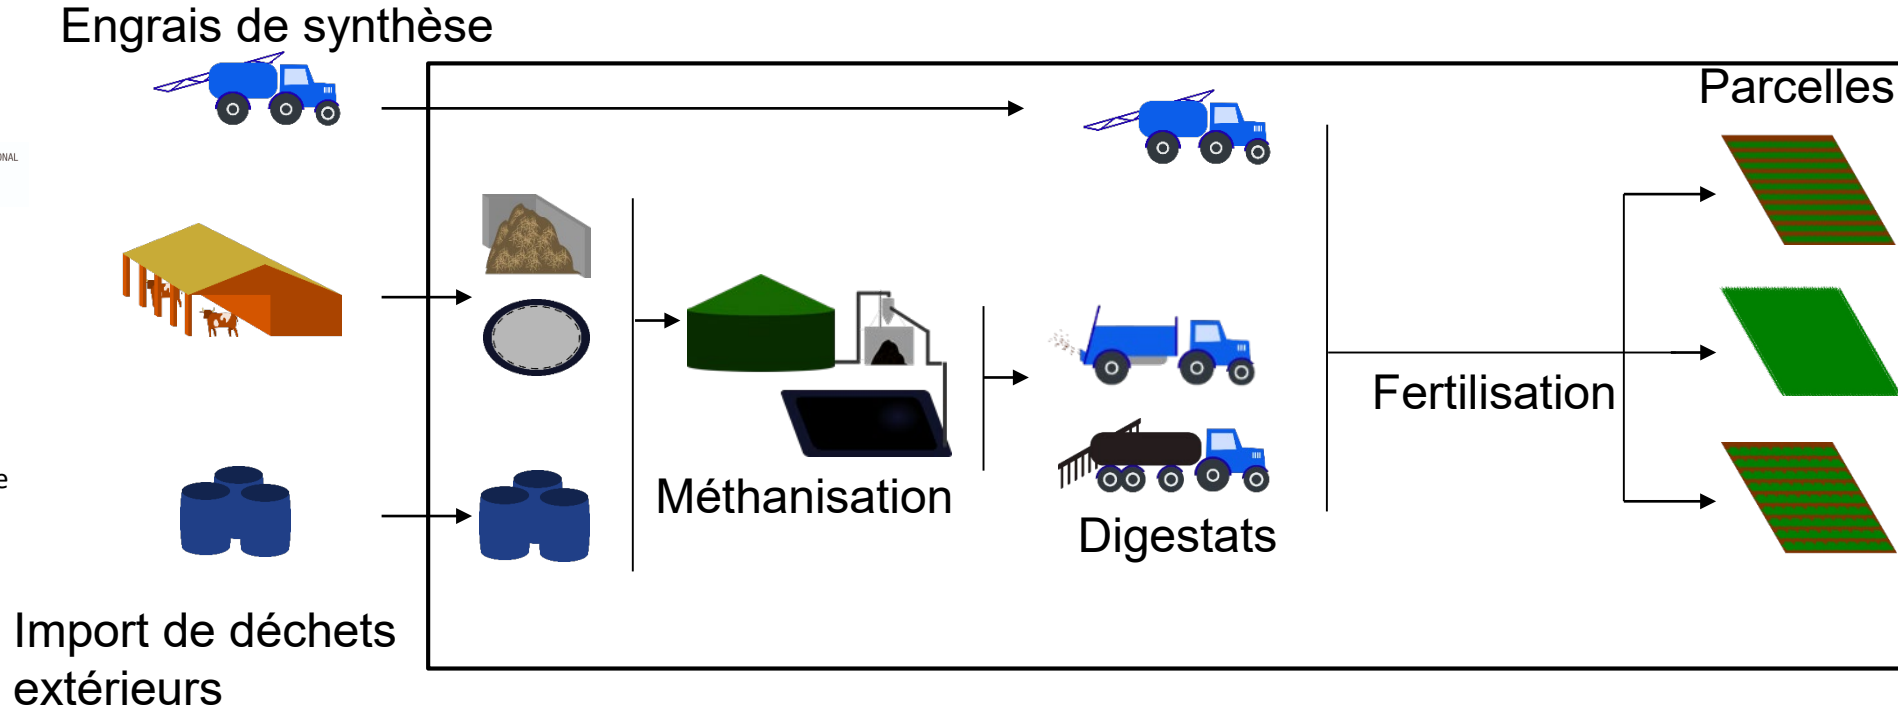 Engrais de synthèse
Parcelles
Fertilisation
Méthanisation
Digestats
Import de déchets
extérieurs